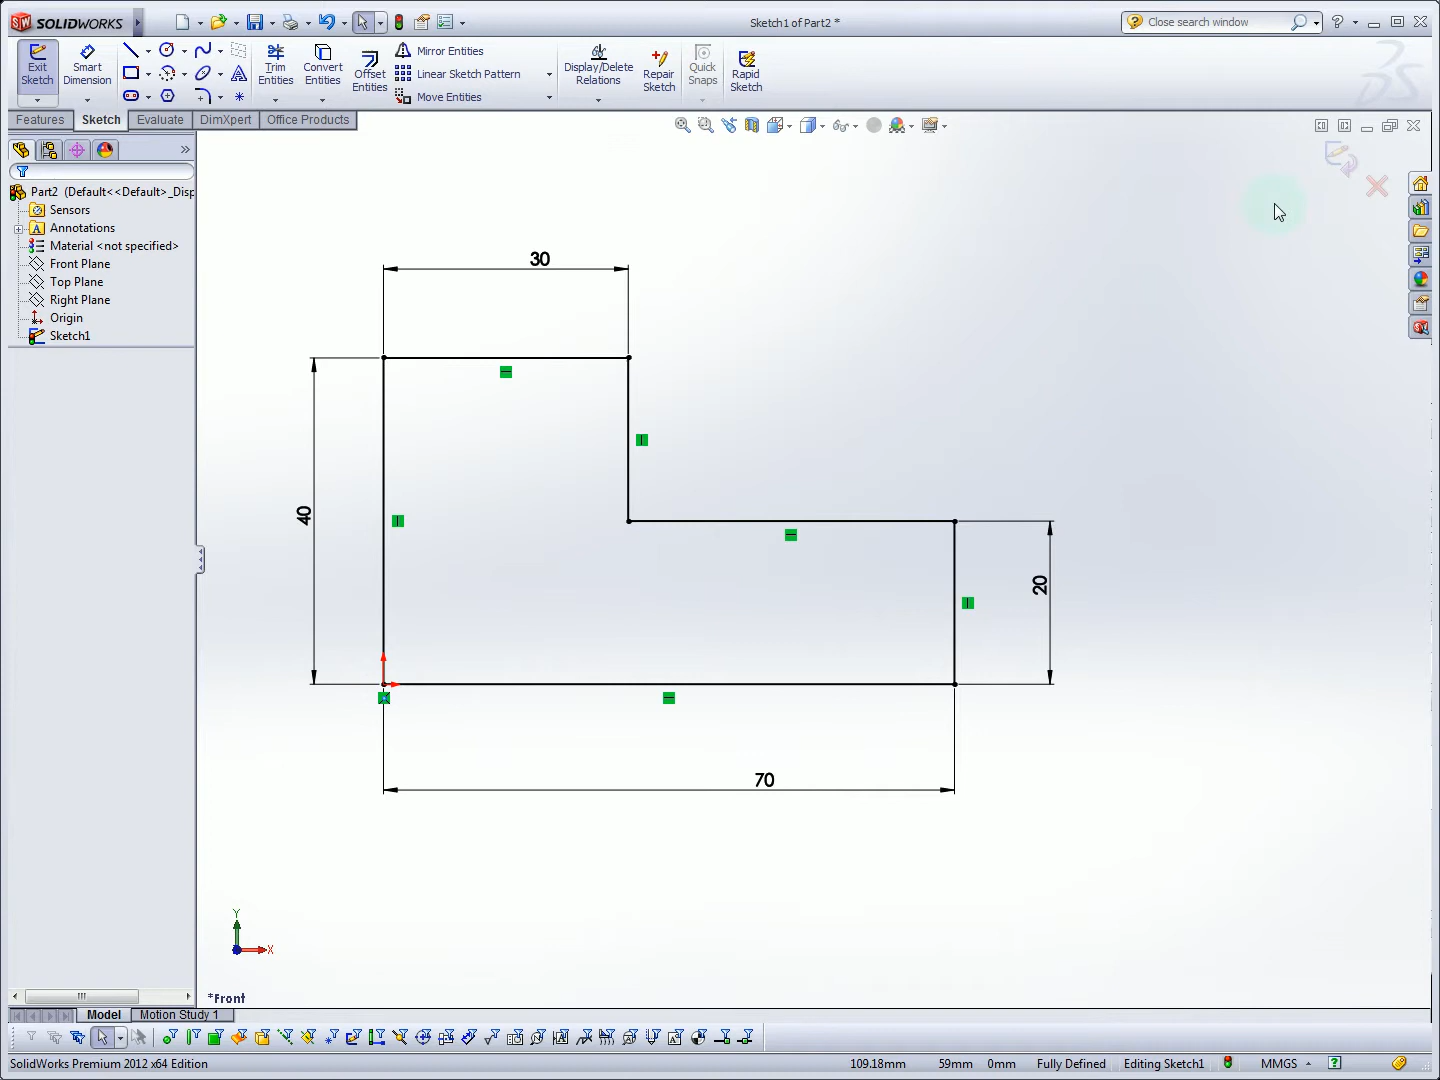 SOLIDWORKS
Sketch1 of Part2 *
Close search window
Exit Sketch
Smart Dimension
Trim Entities
Convert Entities
Offset Entities
Mirror Entities
Linear Sketch Pattern
Move Entities
Display/Delete Relations
Repair Sketch
Quick Snaps
Rapid Sketch
Features
Sketch
Evaluate
DimXpert
Office Products
Part2 (Default<<Default>_Disp
Sensors
Annotations
Material <not specified>
Front Plane
Top Plane
Right Plane
Origin
Sketch1
30
40
20
70
Y
X
*Front
Model
Motion Study 1
SolidWorks Premium 2012 x64 Edition
109.18mm
59mm
0mm
Fully Defined
Editing Sketch1
MMGS